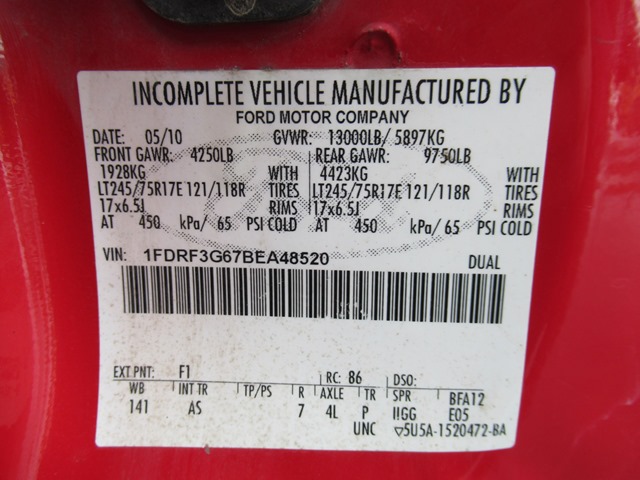 INCOMPLETE VEHICLE MANUFACTURED BY
FORD MOTOR COMPANY
DATE: 05/10 GVWR: 13000LB/ 5897KG
FRONT GAWR: 4250LB REAR GAWR: 9750LB
1928KG WITH 4423KG WITH
LT245/75R17E 121/118R TIRES LT245/75R17E 121/118R TIRES
17x6.5J RIMS 17x6.5J RIMS
AT 450 kPa/ 65 PSI COLD AT 450 kPa/ 65 PSI COLD
VIN: 1FDRF3G67BEA48520 DUAL
EXT PNT: F1 RC: 86 DSO:
WB INT TR TP/PS R AXLE TR SPR BFA12
141 AS 7 4L P IIGG E05
UNC ▽5U5A-1520472-BA